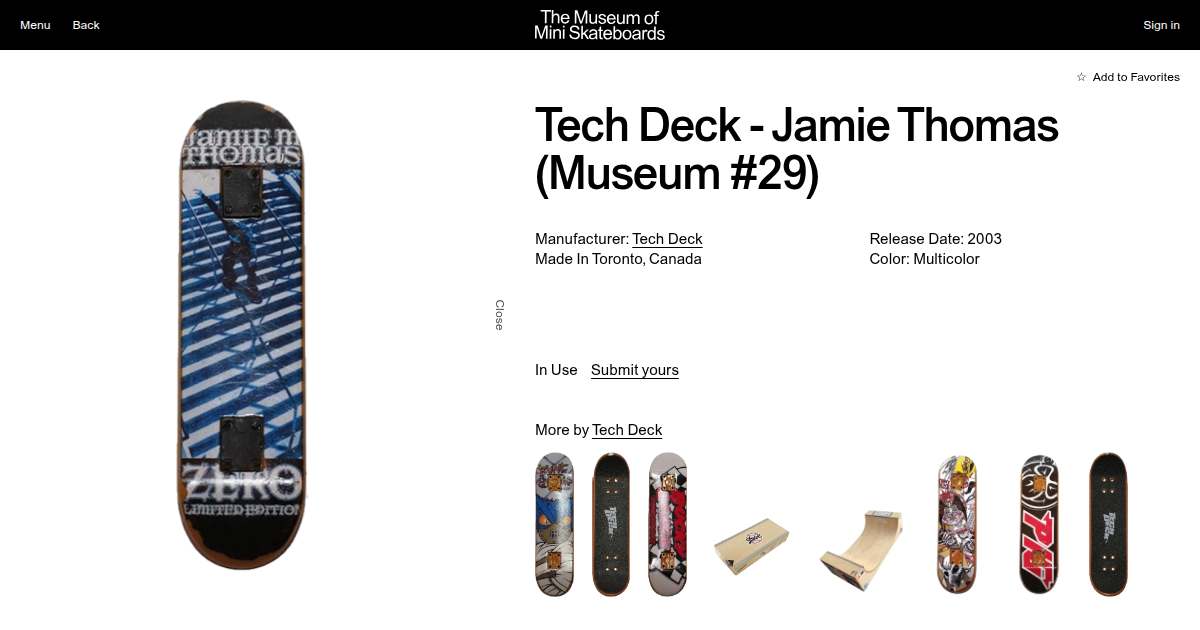 Menu
Back
The Museum of
Mini Skateboards
Sign in
☆ Add to Favorites
Tech Deck - Jamie Thomas
(Museum #29)
Manufacturer: Tech Deck
Made In Toronto, Canada
Release Date: 2003
Color: Multicolor
Close
In Use
Submit yours
More by Tech Deck
JAMIE
THOMAS
ZERO
LIMITED EDITION